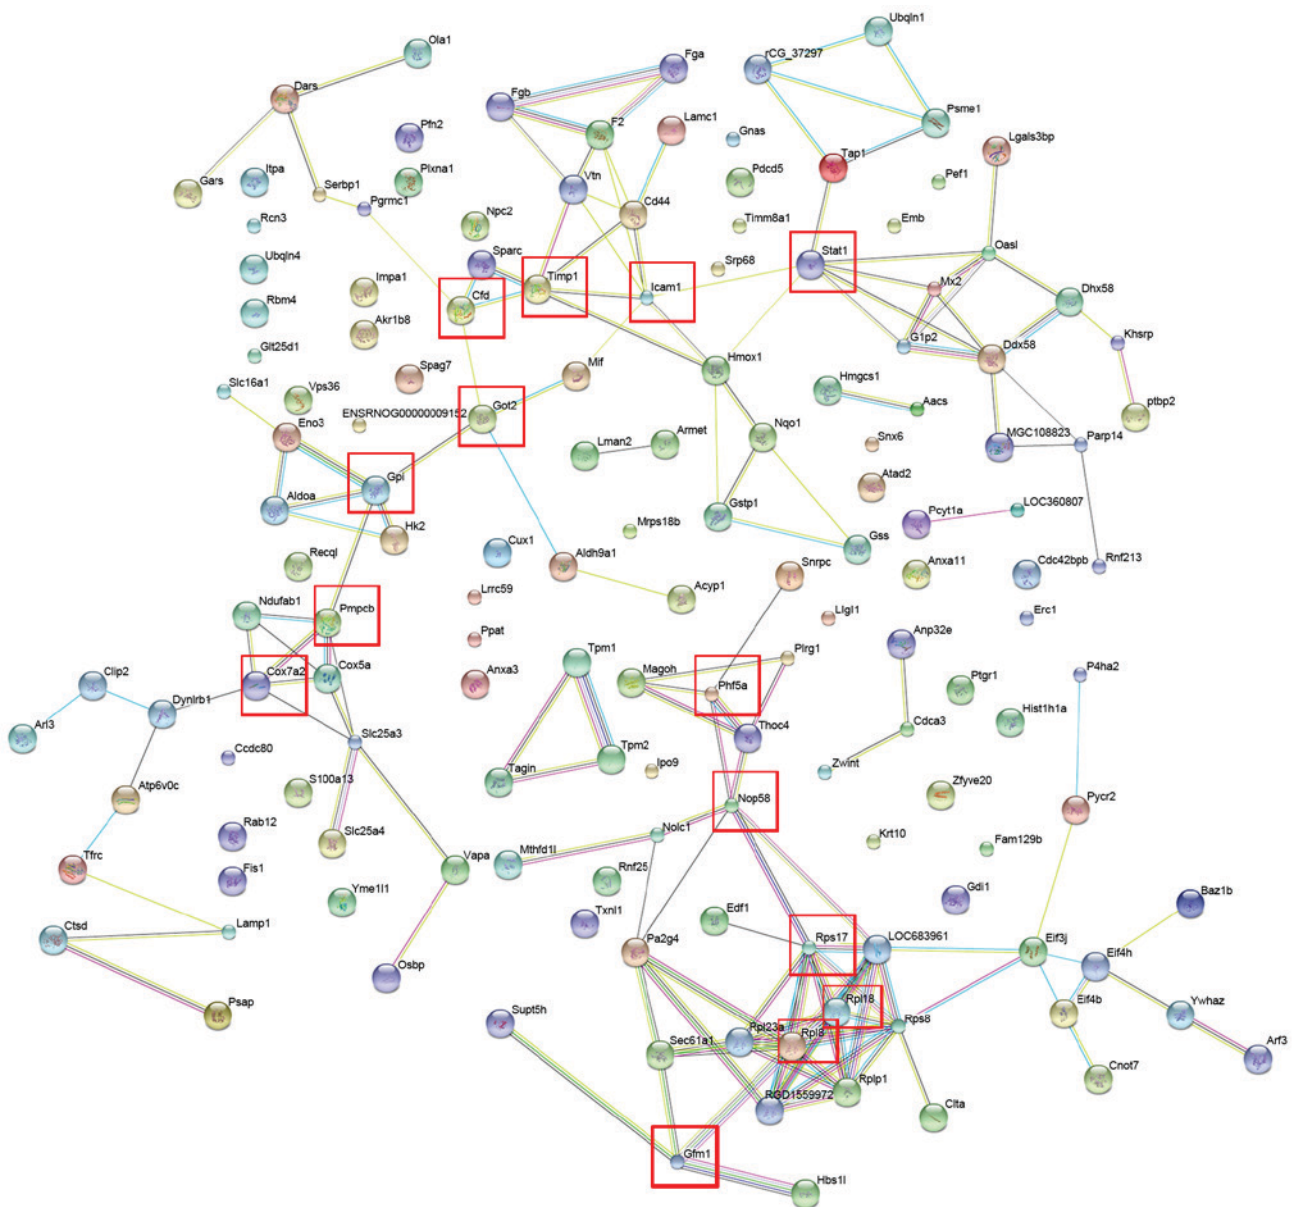 Ola1
Ubqln1
Fga
rCG_37297
Dars
Fgb
F2
Lamc1
Psme1
Pfn2
Gnas
Lgals3bp
Tap1
Itpa
Plxna1
Pdcd5
Pef1
Gars
Serbp1
Vtn
Pgrmc1
Cd44
Rcn3
Npc2
Timm8a1
Emb
Oasl
Ubqln4
Sparc
Stat1
Srp68
Impa1
Timp1
Icam1
Mx2
Dhx58
Rbm4
Cfd
Akr1b8
G1p2
Ddx58
Khsrp
Glt25d1
Spag7
Mif
Hmox1
Hmgcs1
Slc16a1
Vps36
ENSRNOG00000009152
Got2
Aacs
ptbp2
Eno3
Lman2
Armet
Nqo1
Snx6
MGC108823
Parp14
Gpi
Atad2
Aldoa
Hk2
Gstp1
Pcyt1a
LOC360807
Mrps18b
Gss
Recql
Cux1
Aldh9a1
Snrpc
Anxa11
Cdc42bpb
Rnf213
Acyp1
Ndufab1
Lrrc59
Pmpcb
Llgl1
Erc1
Ppat
Anp32e
Tpm1
Plrg1
Clip2
Cox7a2
Cox5a
Anxa3
Magoh
Phf5a
P4ha2
Ptgr1
Dynlrb1
Arl3
Hist1h1a
Slc25a3
Thoc4
Cdca3
Ccdc80
Tpm2
Tagln
Ipo9
Zwint
Atp6v0c
S100a13
Nop58
Zfyve20
Pycr2
Rab12
Slc25a4
Nolc1
Mthfd1l
Krt10
Fam129b
Tfrc
Vapa
Fis1
Rnf25
Yme1l1
Gdi1
Baz1b
Ctsd
Lamp1
Txnl1
Edf1
Pa2g4
Rps17
LOC683961
Eif3j
Osbp
Eif4h
Psap
Rpl18
Eif4b
Ywhaz
Supt5h
Rps8
Rpl23a
Rpl8
Sec61a1
Arf3
Cnot7
Rplp1
RGD1559972
Clta
Gfm1
Hbs1l